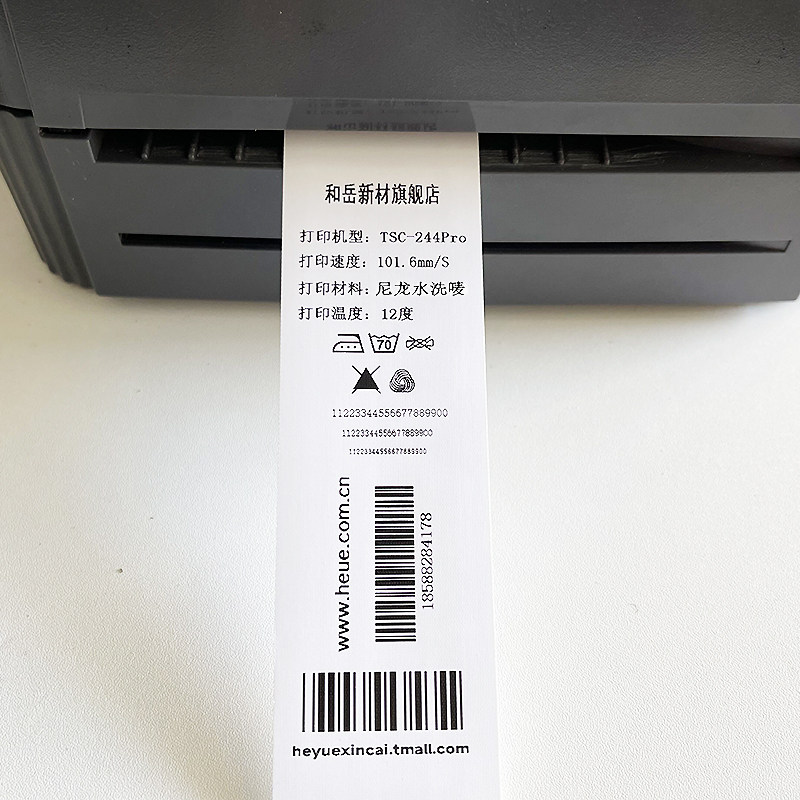 和岳新材旗舰店
打印机型：TSC-244Pro
打印速度：101.6mm/S
打印材料：尼龙水洗唛
打印温度：12度
70
11223344556677889900
11223344556677889900
11223344556677889900
www.heue.com.cn
18588284178
heyuexincai.tmall.com